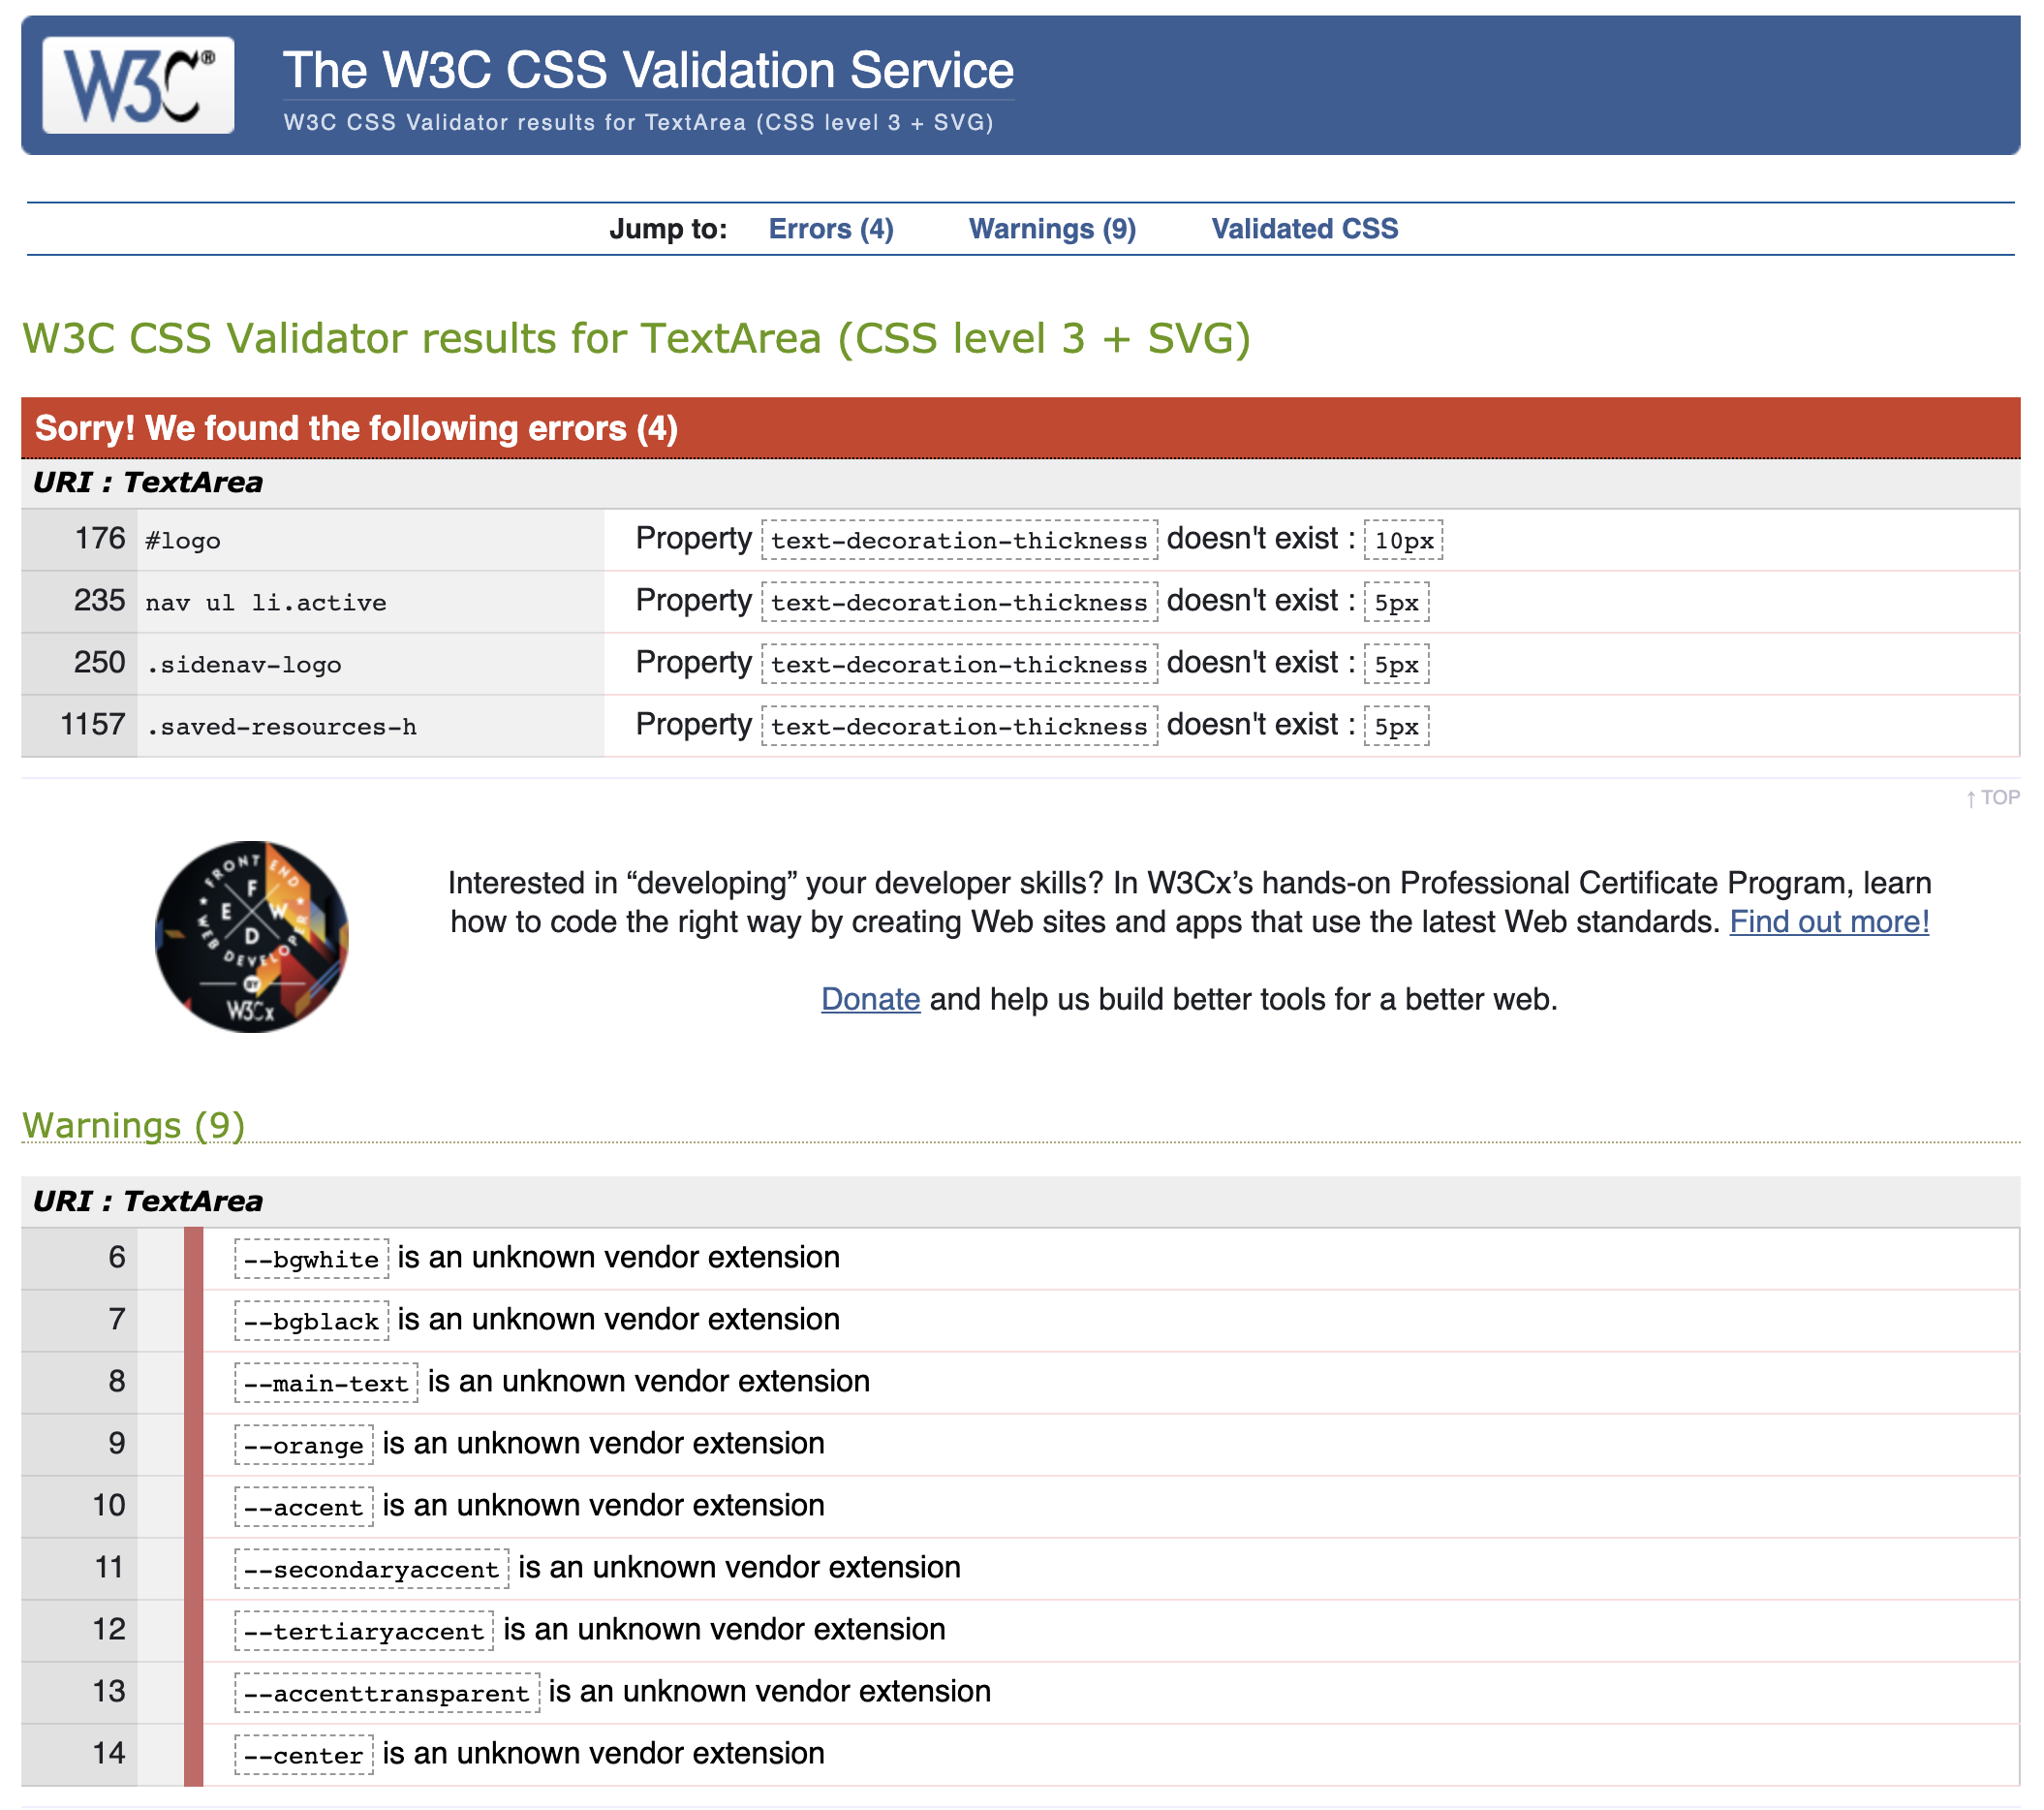 W3C®
The W3C CSS Validation Service
W3C CSS Validator results for TextArea (CSS level 3 + SVG)
Jump to: Errors (4) Warnings (9) Validated CSS
W3C CSS Validator results for TextArea (CSS level 3 + SVG)
Sorry! We found the following errors (4)
URI : TextArea
176 #logo Property text-decoration-thickness doesn't exist : 10px
235 nav ul li.active Property text-decoration-thickness doesn't exist : 5px
250 .sidenav-logo Property text-decoration-thickness doesn't exist : 5px
1157 .saved-resources-h Property text-decoration-thickness doesn't exist : 5px
↑ TOP
FRONT END
F
E W
D
WEB DEVELOPER
BY
W3Cx
Interested in “developing” your developer skills? In W3Cx’s hands-on Professional Certificate Program, learn
how to code the right way by creating Web sites and apps that use the latest Web standards. Find out more!
Donate and help us build better tools for a better web.
Warnings (9)
URI : TextArea
6 --bgwhite is an unknown vendor extension
7 --bgblack is an unknown vendor extension
8 --main-text is an unknown vendor extension
9 --orange is an unknown vendor extension
10 --accent is an unknown vendor extension
11 --secondaryaccent is an unknown vendor extension
12 --tertiaryaccent is an unknown vendor extension
13 --accenttransparent is an unknown vendor extension
14 --center is an unknown vendor extension